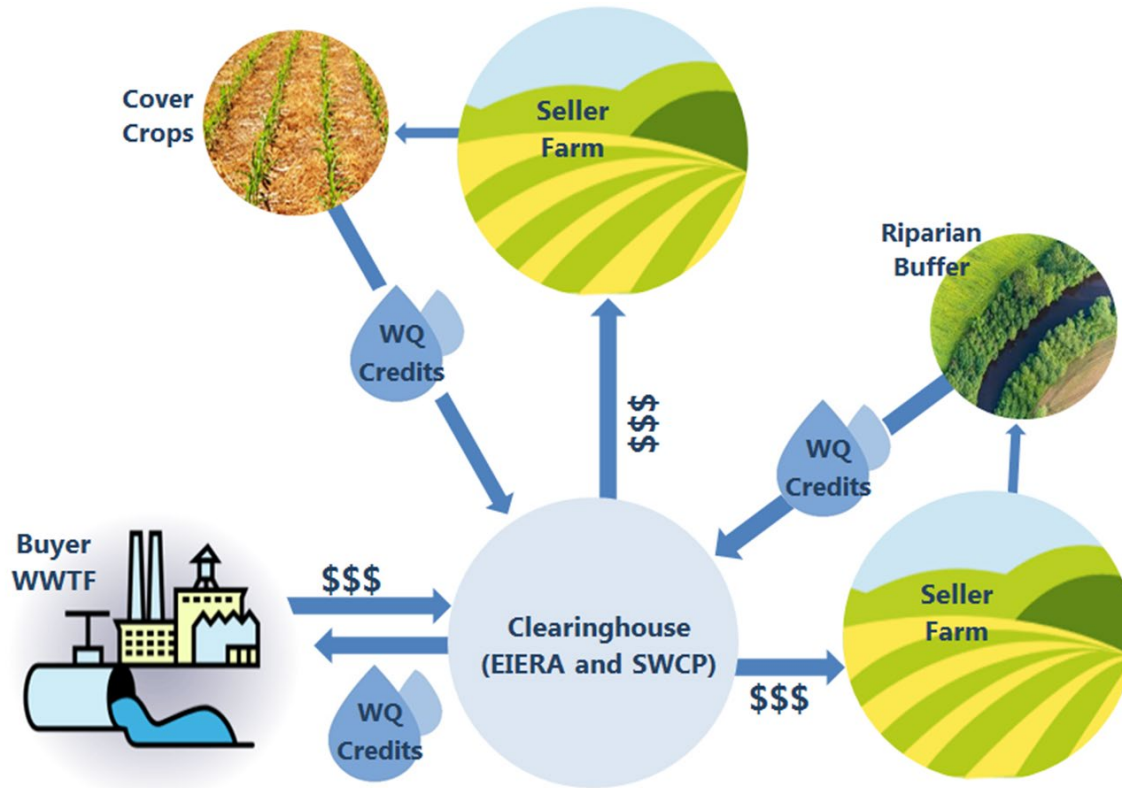 Cover
Crops
Seller
Farm
Riparian
Buffer
WQ
Credits
$$$
WQ
Credits
Buyer
WWTF
$$$
Clearinghouse
(EIERA and SWCP)
Seller
Farm
$$$
WQ
Credits